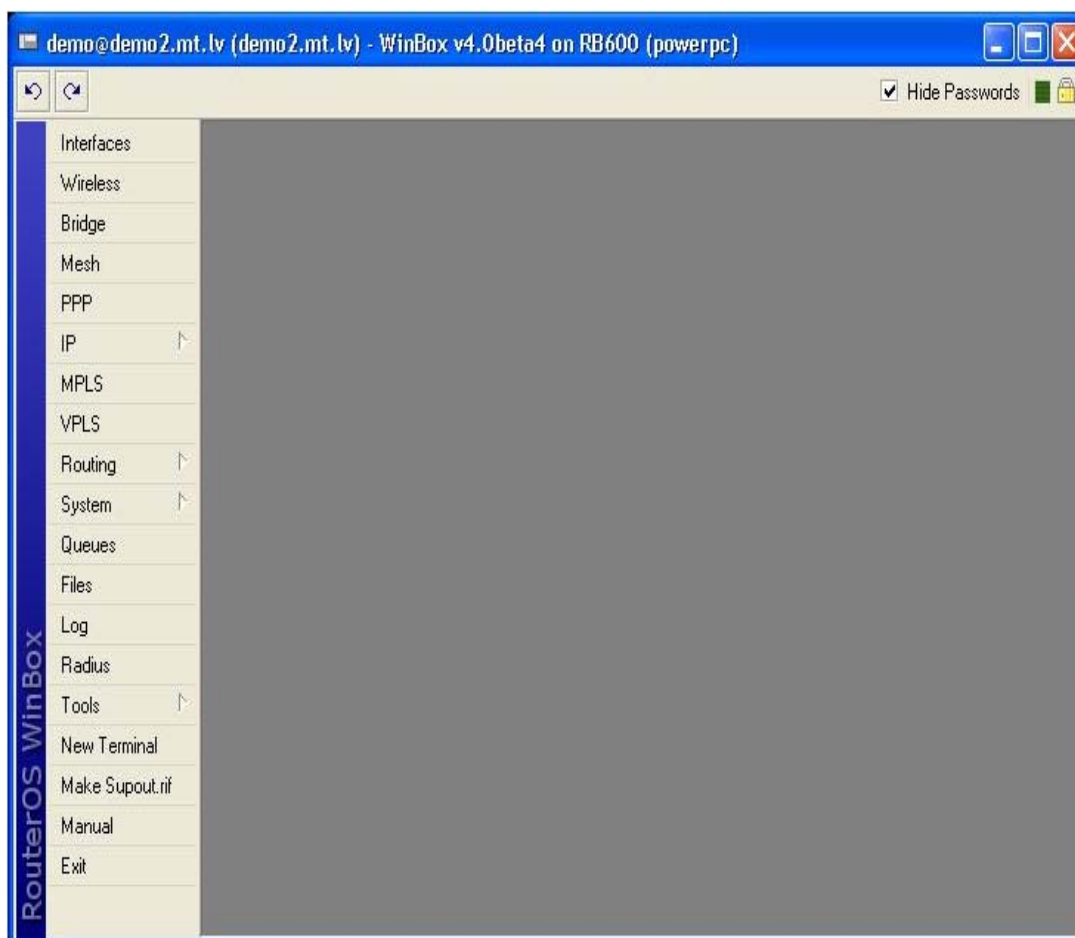 demo@demo2.mt.lv (demo2.mt.lv) - WinBox v4.0beta4 on RB600 (powerpc)
Hide Passwords
Interfaces
Wireless
Bridge
Mesh
PPP
IP
MPLS
VPLS
Routing
System
Queues
Files
Log
Radius
Tools
New Terminal
Make Supout.rif
Manual
Exit
RouterOS WinBox